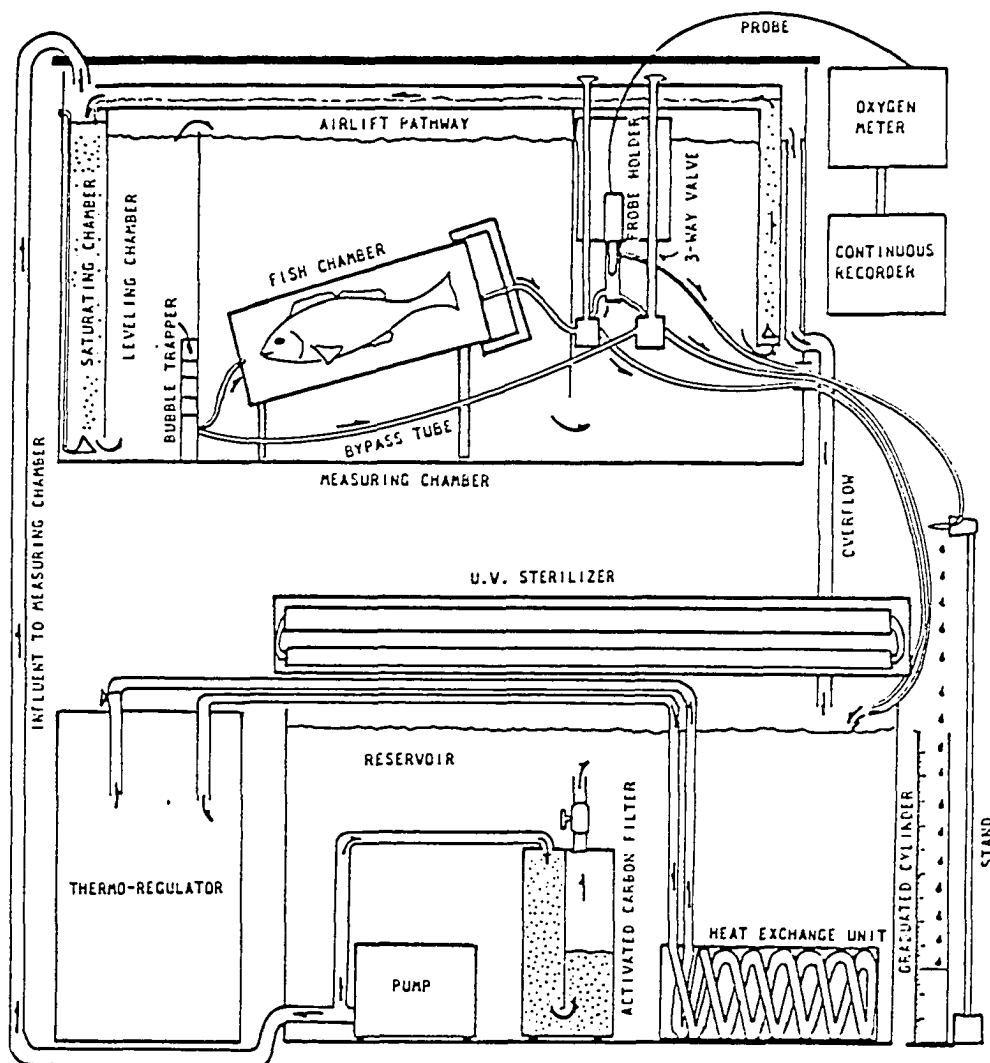 PROBE
OXYGEN
METER
AIRLIFT PATHWAY
SATURATING CHAMBER
LEVELING CHAMBER
FISH CHAMBER
PROBE HOLDER
3-WAY VALVE
CONTINUOUS
RECORDER
BUBBLE TRAPPER
BYPASS TUBE
MEASURING CHAMBER
INFLUENT TO MEASURING CHAMBER
OVERFLOW
U.V. STERILIZER
RESERVOIR
THERMO-REGULATOR
PUMP
ACTIVATED CARBON FILTER
HEAT EXCHANGE UNIT
GRADUATED CYLINDER
STAND